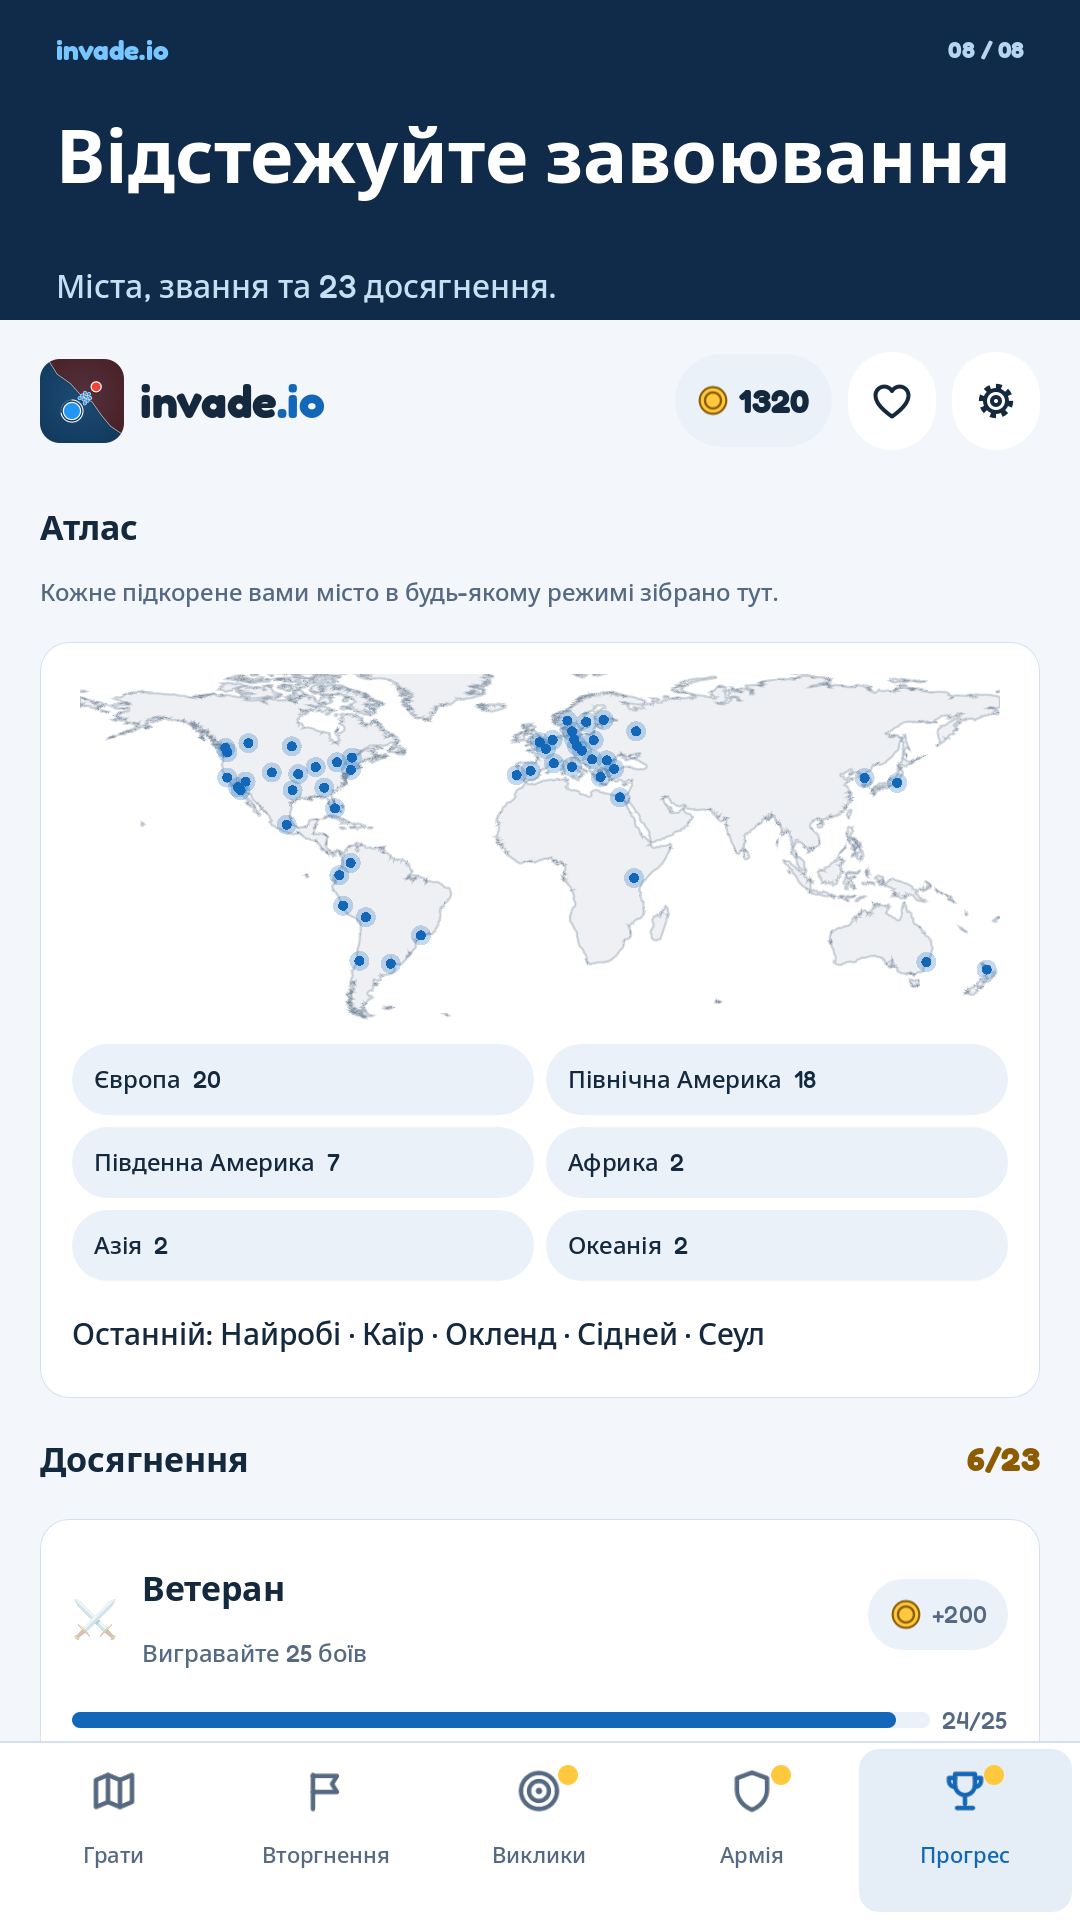 invade.io
08 / 08
Відстежуйте завоювання
Міста, звання та 23 досягнення.
invade.io
1320
Атлас
Кожне підкорене вами місто в будь-якому режимі зібрано тут.
Європа 20
Північна Америка 18
Південна Америка 7
Африка 2
Азія 2
Океанія 2
Останній: Найробі · Каїр · Окленд · Сідней · Сеул
Досягнення
6/23
Ветеран
+200
Вигравайте 25 боїв
24/25
Грати
Вторгнення
Виклики
Армія
Прогрес